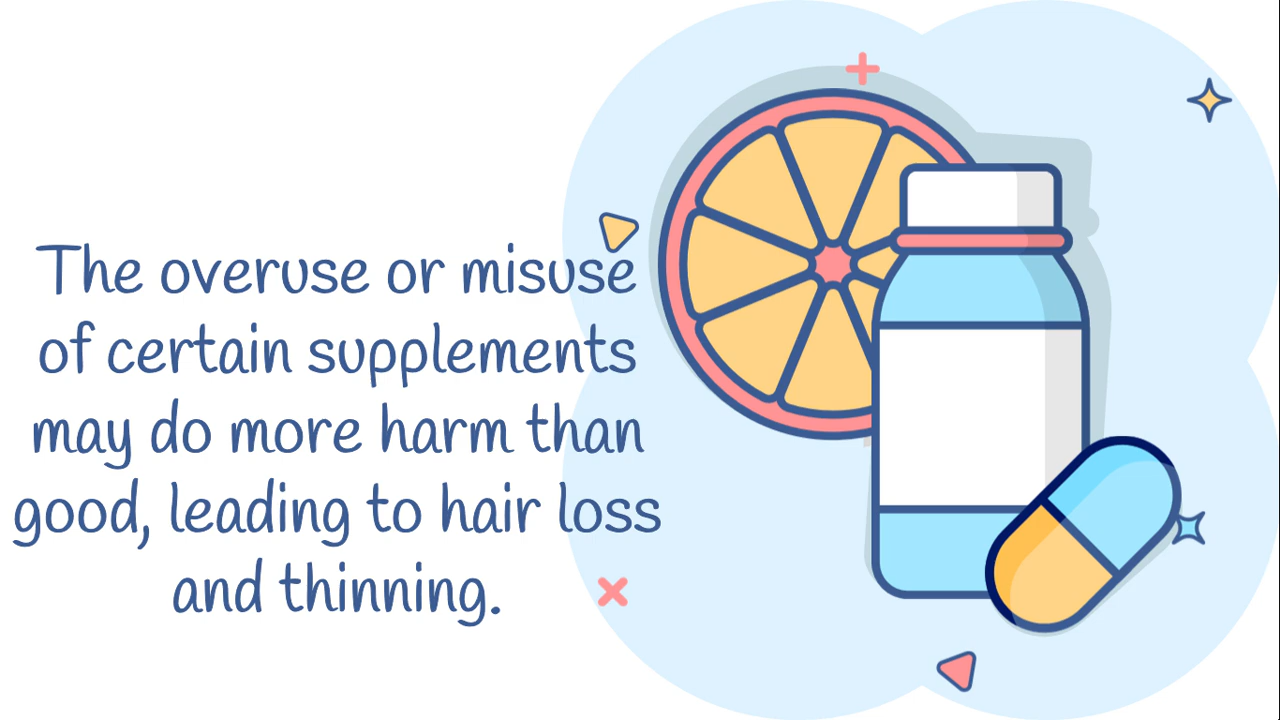 The overuse or misuse
of certain supplements
may do more harm than
good, leading to hair loss
and thinning.